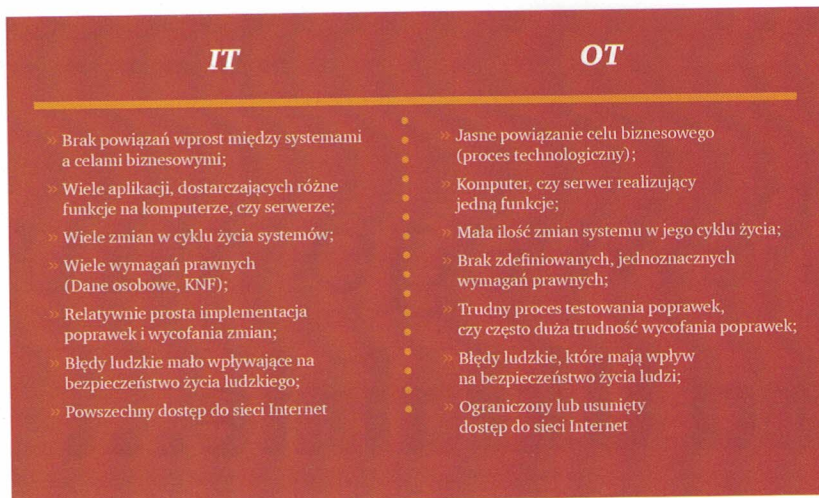 IT
» Brak powiązań wprost między systemami
a celami biznesowymi;
» Wiele aplikacji, dostarczających różne
funkcje na komputerze, czy serwerze;
» Wiele zmian w cyklu życia systemów;
» Wiele wymagań prawnych
(Dane osobowe, KNF);
» Relatywnie prosta implementacja
poprawek i wycofania zmian;
» Błędy ludzkie mało wpływające na
bezpieczeństwo życia ludzkiego;
» Powszechny dostęp do sieci Internet
OT
» Jasne powiązanie celu biznesowego
(proces technologiczny);
» Komputer, czy serwer realizujący
jedną funkcje;
» Mała ilość zmian systemu w jego cyklu życia;
» Brak zdefiniowanych, jednoznacznych
wymagań prawnych;
» Trudny proces testowania poprawek,
czy często duża trudność wycofania poprawek;
» Błędy ludzkie, które mają wpływ
na bezpieczeństwo życia ludzi;
» Ograniczony lub usunięty
dostęp do sieci Internet